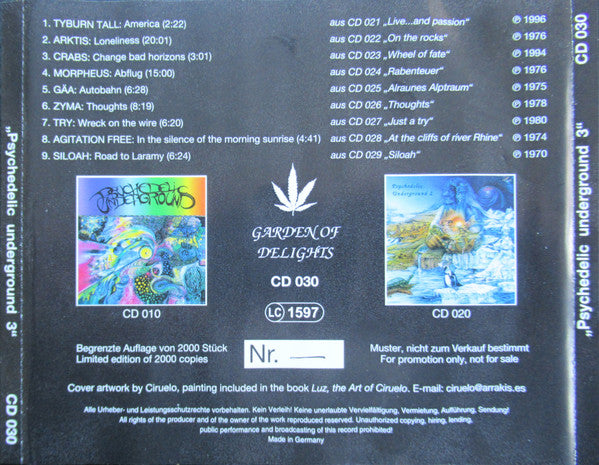 1. TYBURN TALL: America (2:22) aus CD 021 „Live...and passion“ ℗ 1996
2. ARKTIS: Loneliness (20:01) aus CD 022 „On the rocks“ ℗ 1976
3. CRABS: Change bad horizons (3:01) aus CD 023 „Wheel of fate“ ℗ 1994
4. MORPHEUS: Abflug (15:00) aus CD 024 „Rabenteuer“ ℗ 1976
5. GÄA: Autobahn (6:28) aus CD 025 „Alraunes Alptraum“ ℗ 1975
6. ZYMA: Thoughts (8:19) aus CD 026 „Thoughts“ ℗ 1978
7. TRY: Wreck on the wire (6:20) aus CD 027 „Just a try“ ℗ 1980
8. AGITATION FREE: In the silence of the morning sunrise (4:41) aus CD 028 „At the cliffs of river Rhine“ ℗ 1974
9. SILOAH: Road to Laramy (6:24) aus CD 029 „Siloah“ ℗ 1970
PSYCHEDELIC
UNDERGROUND
CD 010
GARDEN OF
DELIGHTS
CD 030
LC 1597
Psychedelic
Underground 2
CD 020
Begrenzte Auflage von 2000 Stück
Limited edition of 2000 copies
Nr. —
Muster, nicht zum Verkauf bestimmt
For promotion only, not for sale
Cover artwork by Ciruelo, painting included in the book Luz, the Art of Ciruelo. E-mail: ciruelo@arrakis.es
Alle Urheber- und Leistungsschutzrechte vorbehalten. Kein Verleih! Keine unerlaubte Vervielfältigung, Vermietung, Aufführung, Sendung!
All rights of the producer and of the owner of the work reproduced reserved. Unauthorized copying, hiring, lending,
public performance and broadcasting of this record prohibited!
Made in Germany
„Psychedelic underground 3“ CD 030
„Psychedelic underground 3“ CD 030